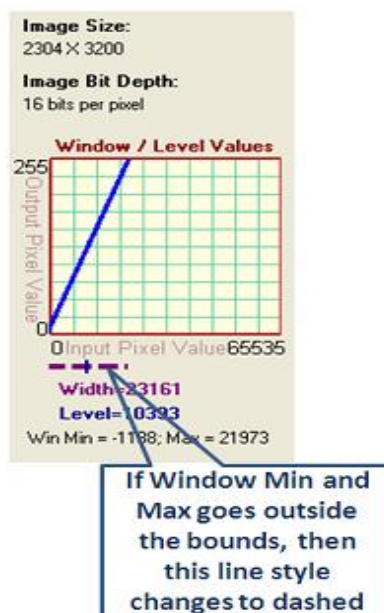 Image Size:
2304 X 3200
Image Bit Depth:
16 bits per pixel
Window / Level Values
255
Output Pixel Value
0
0 Input Pixel Value 65535
Width=23161
Level=10393
Win Min = -1188; Max = 21973
If Window Min and
Max goes outside
the bounds, then
this line style
changes to dashed